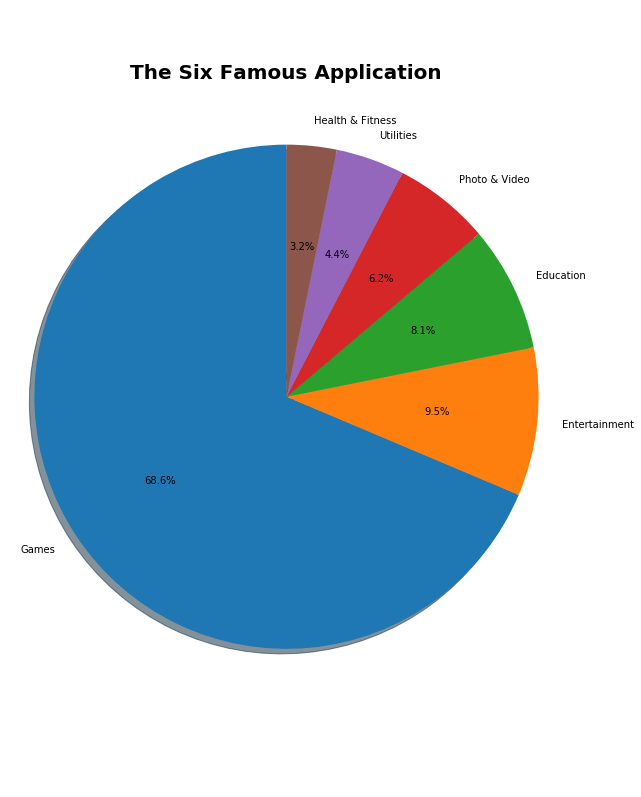 The Six Famous Application
Health & Fitness
Utilities
Photo & Video
Education
Entertainment
Games
3.2%
4.4%
6.2%
8.1%
9.5%
68.6%